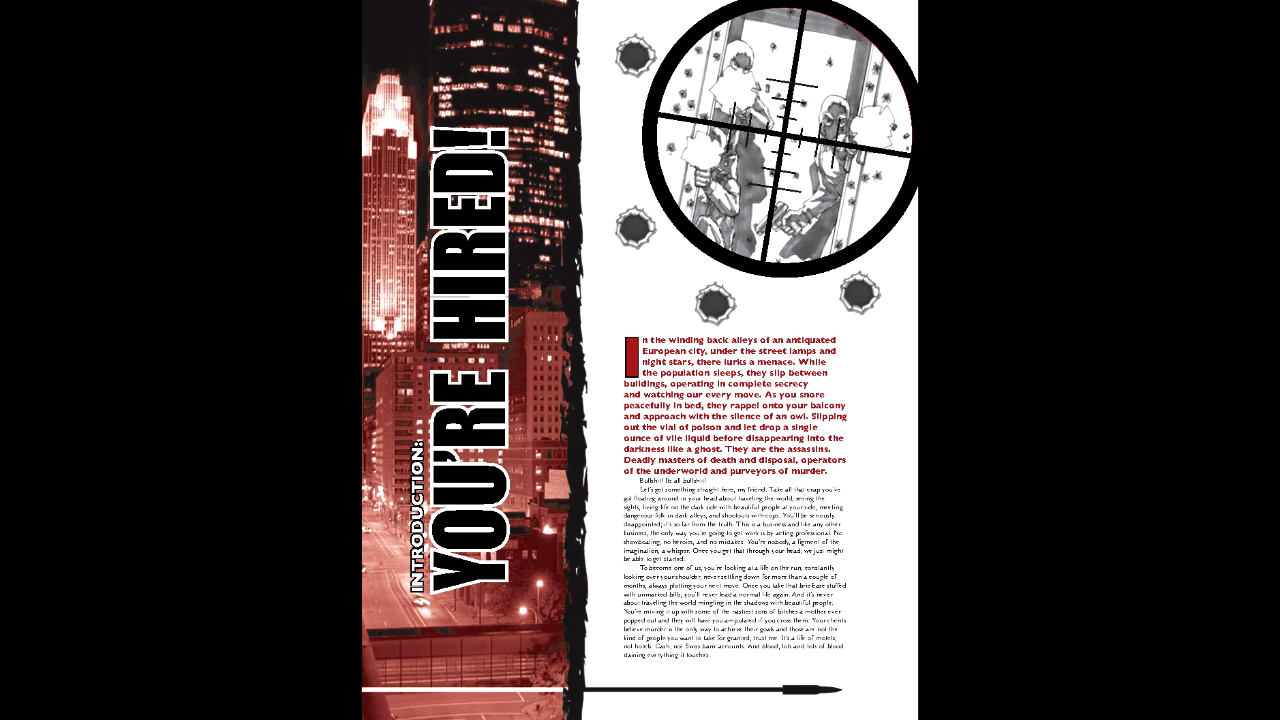 INTRODUCTION:
YOU'RE HIRED!
In the winding back alleys of an antiquated
European city, under the street lamps and
night stars, there lurks a menace. While
the population sleeps, they slip between
buildings, operating in complete secrecy
and watching our every move. As you snore
peacefully in bed, they rappel onto your balcony
and approach with the silence of an owl. Slipping
out the vial of poison and let drop a single
ounce of vile liquid before disappearing into the
darkness like a ghost. They are the assassins.
Deadly masters of death and disposal, operators
of the underworld and purveyors of murder.
Bullshit! Its all bullshit!
Let's get something straight here, my friend. Take all that crap you've
got floating around in your head about traveling the world, seeing the
sights, living life on the dark side with beautiful people at your side, meeting
dangerous folk in dark alleys, and shootouts with cops. You'll be seriously
disappointed; it's so far from the truth. This is a business and like any other
business, the only way you're going to get work is by acting professional. No
showboating, no heroics, and no mistakes. You're nobody, a figment of the
imagination, a whisper. Once you get that through your head, we just might
be able to get started.
To become one of us, you're looking at a life on the run, constantly
looking over your shoulder, never settling down for more than a couple of
months, always plotting your next move. Once you take that briefcase stuffed
with unmarked bills, you'll never lead a normal life again. And it's never
about traveling the world mingling in the shadows with beautiful people.
You're mixing it up with some of the nastiest sons of bitches a mother ever
popped out and they will have you amputated if you cross them. Your clients
believe murder is the only way to achieve their goals and those are not the
kind of people you want to take for granted, trust me. It's a life of motels,
not hotels. Cash, not Swiss bank accounts. And blood, lots and lots of blood
staining everything it touches.